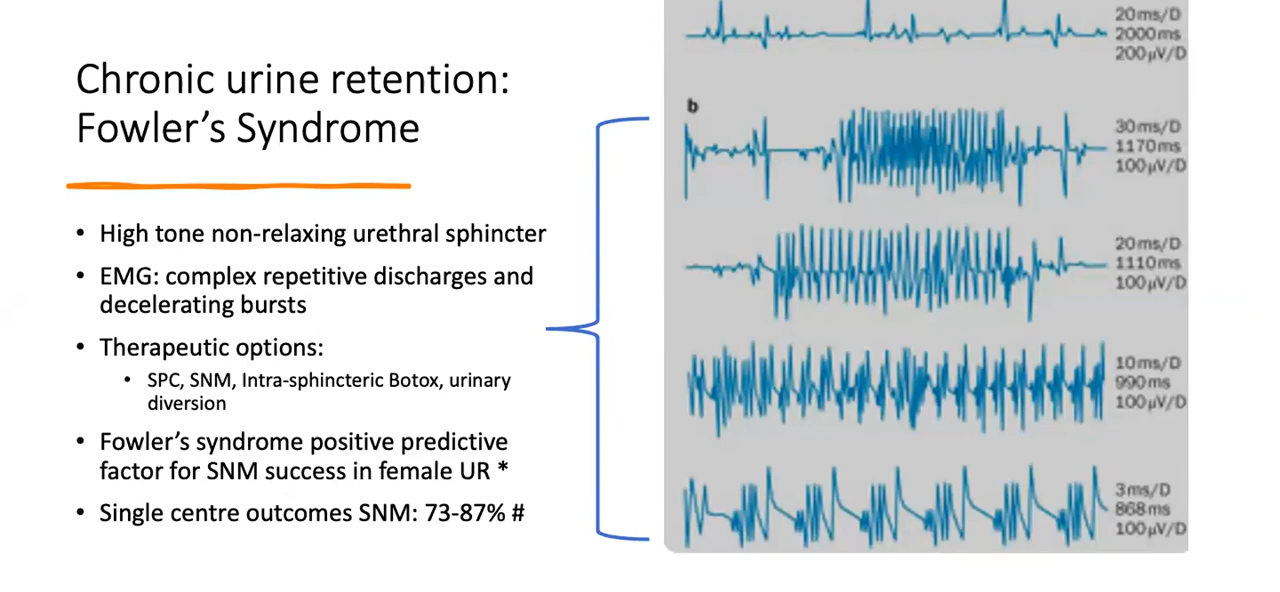 Chronic urine retention:
Fowler's Syndrome
• High tone non-relaxing urethral sphincter
• EMG: complex repetitive discharges and
decelerating bursts
• Therapeutic options:
• SPC, SNM, Intra-sphincteric Botox, urinary
diversion
• Fowler's syndrome positive predictive
factor for SNM success in female UR *
• Single centre outcomes SNM: 73-87% #
20ms/D
2000ms
200µV/D
b
30ms/D
1170ms
100µV/D
20ms/D
1110ms
100µV/D
10ms/D
990ms
100µV/D
3ms/D
868ms
100µV/D